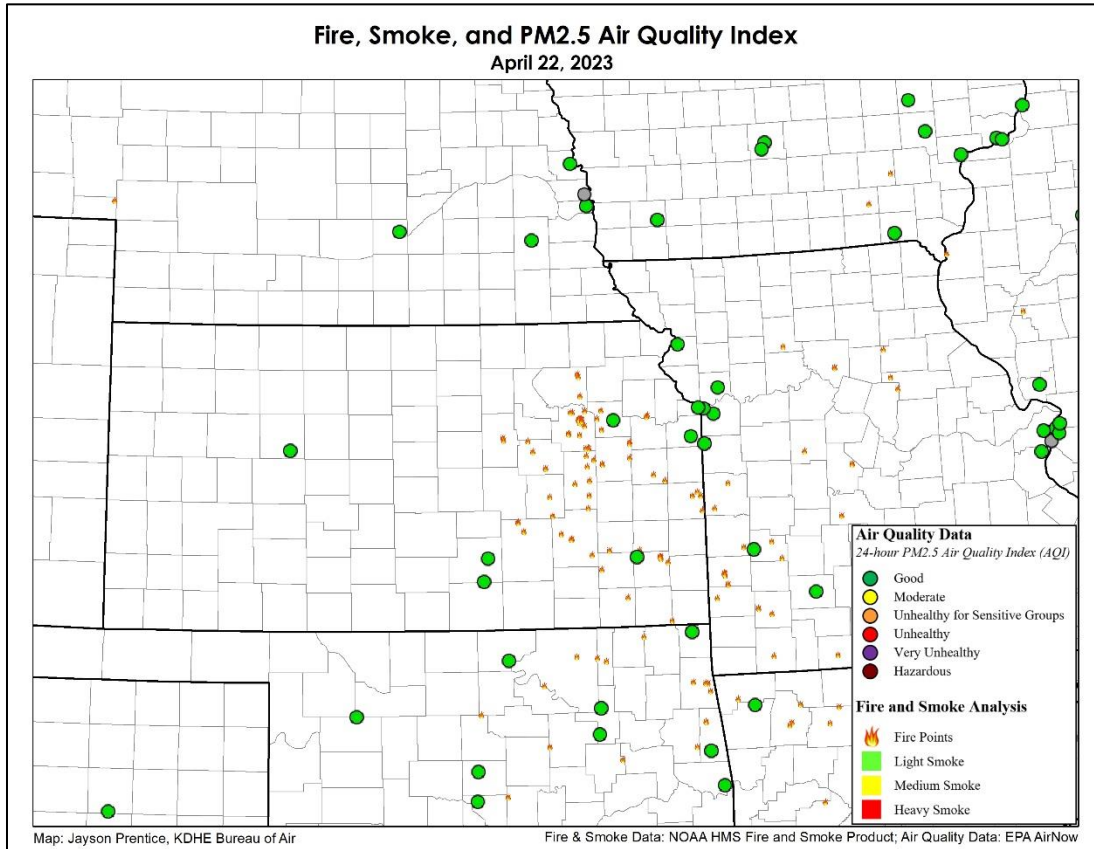 Fire, Smoke, and PM2.5 Air Quality Index
April 22, 2023
Air Quality Data
24-hour PM2.5 Air Quality Index (AQI)
Good
Moderate
Unhealthy for Sensitive Groups
Unhealthy
Very Unhealthy
Hazardous
Fire and Smoke Analysis
Fire Points
Light Smoke
Medium Smoke
Heavy Smoke
Map: Jayson Prentice, KDHE Bureau of Air
Fire & Smoke Data: NOAA HMS Fire and Smoke Product; Air Quality Data: EPA AirNow